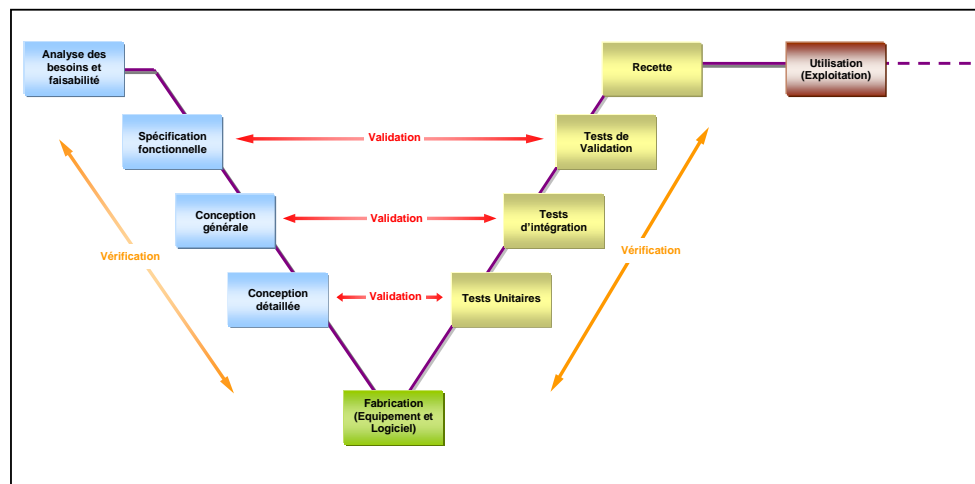 Analyse des
besoins et
faisabilité
Recette
Utilisation
(Exploitation)
Spécification
fonctionnelle
Validation
Tests de
Validation
Conception
générale
Validation
Tests
d'intégration
Vérification
Vérification
Conception
détaillée
Validation
Tests Unitaires
Fabrication
(Equipement et
Logiciel)